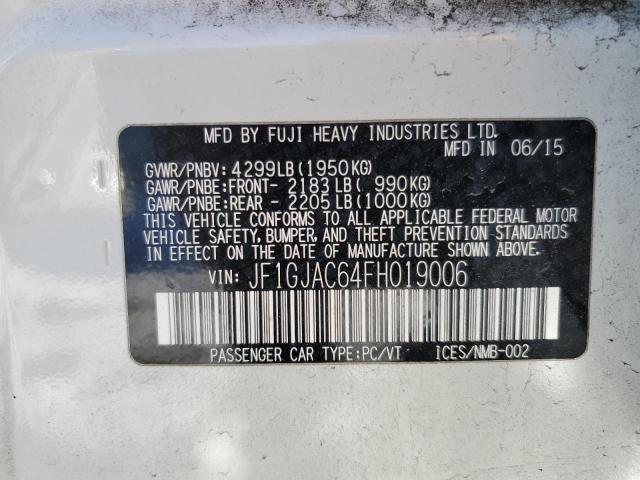 MFD BY FUJI HEAVY INDUSTRIES LTD.
MFD IN 06/15
GVWR/PNBV: 4299LB(1950KG)
GAWR/PNBE:FRONT- 2183LB( 990KG)
GAWR/PNBE:REAR - 2205LB(1000KG)
THIS VEHICLE CONFORMS TO ALL APPLICABLE FEDERAL MOTOR
VEHICLE SAFETY, BUMPER, AND THEFT PREVENTION STANDARDS
IN EFFECT ON THE DATE OF MANUFACTURE SHOWN ABOVE.
VIN: JF1GJAC64FH019006
PASSENGER CAR TYPE:PC/VT ICES/NMB-002